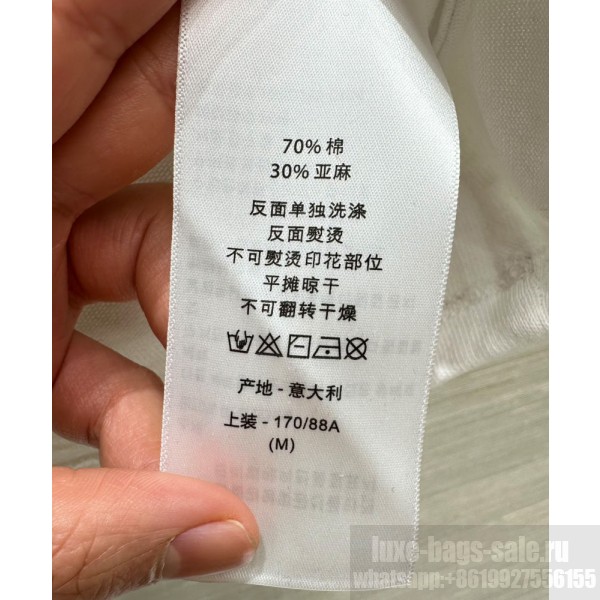 70% 棉
30% 亚麻
反面单独洗涤
反面熨烫
不可熨烫印花部位
平摊晾干
不可翻转干燥
产地 - 意大利
上装 - 170/88A
(M)
luxe-bags-sale.ru
whatsapp:+8619927556155